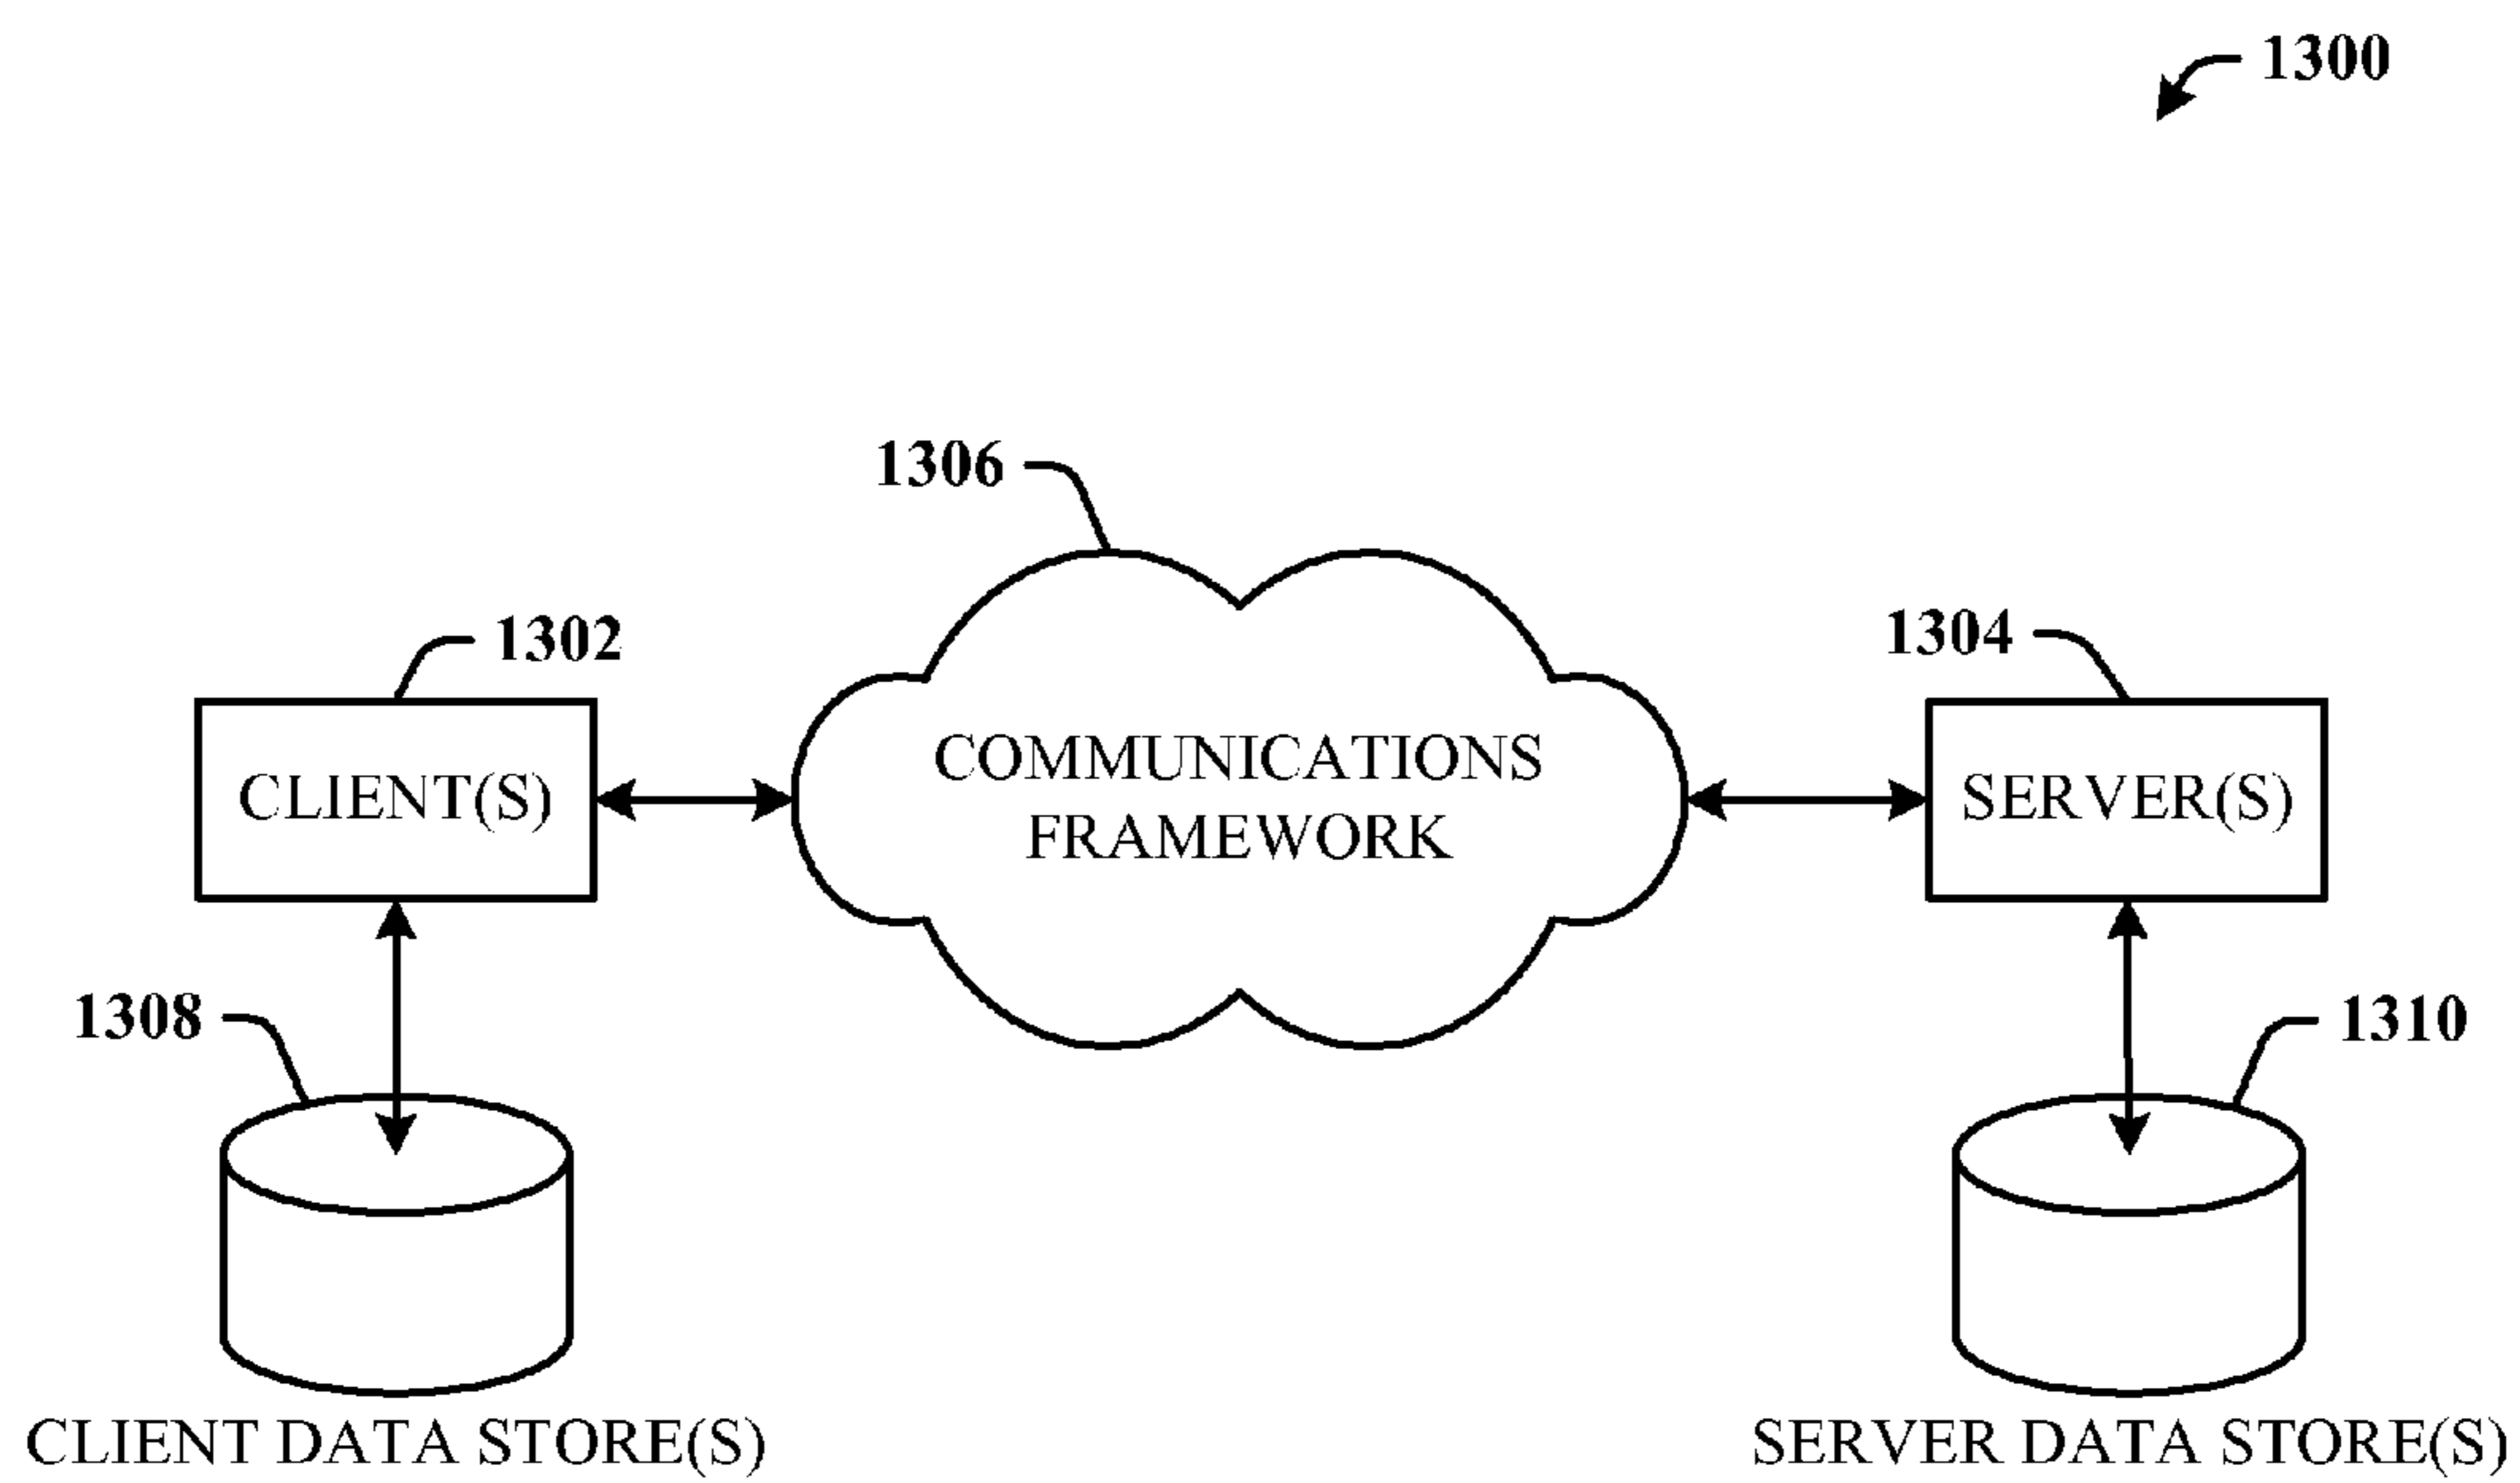 1300
1306
1302
1304
COMMUNICATIONS
FRAMEWORK
CLIENT(S)
SERVER(S)
1308
1310
CLIENT DATA STORE(S)
SERVER DATA STORE(S)